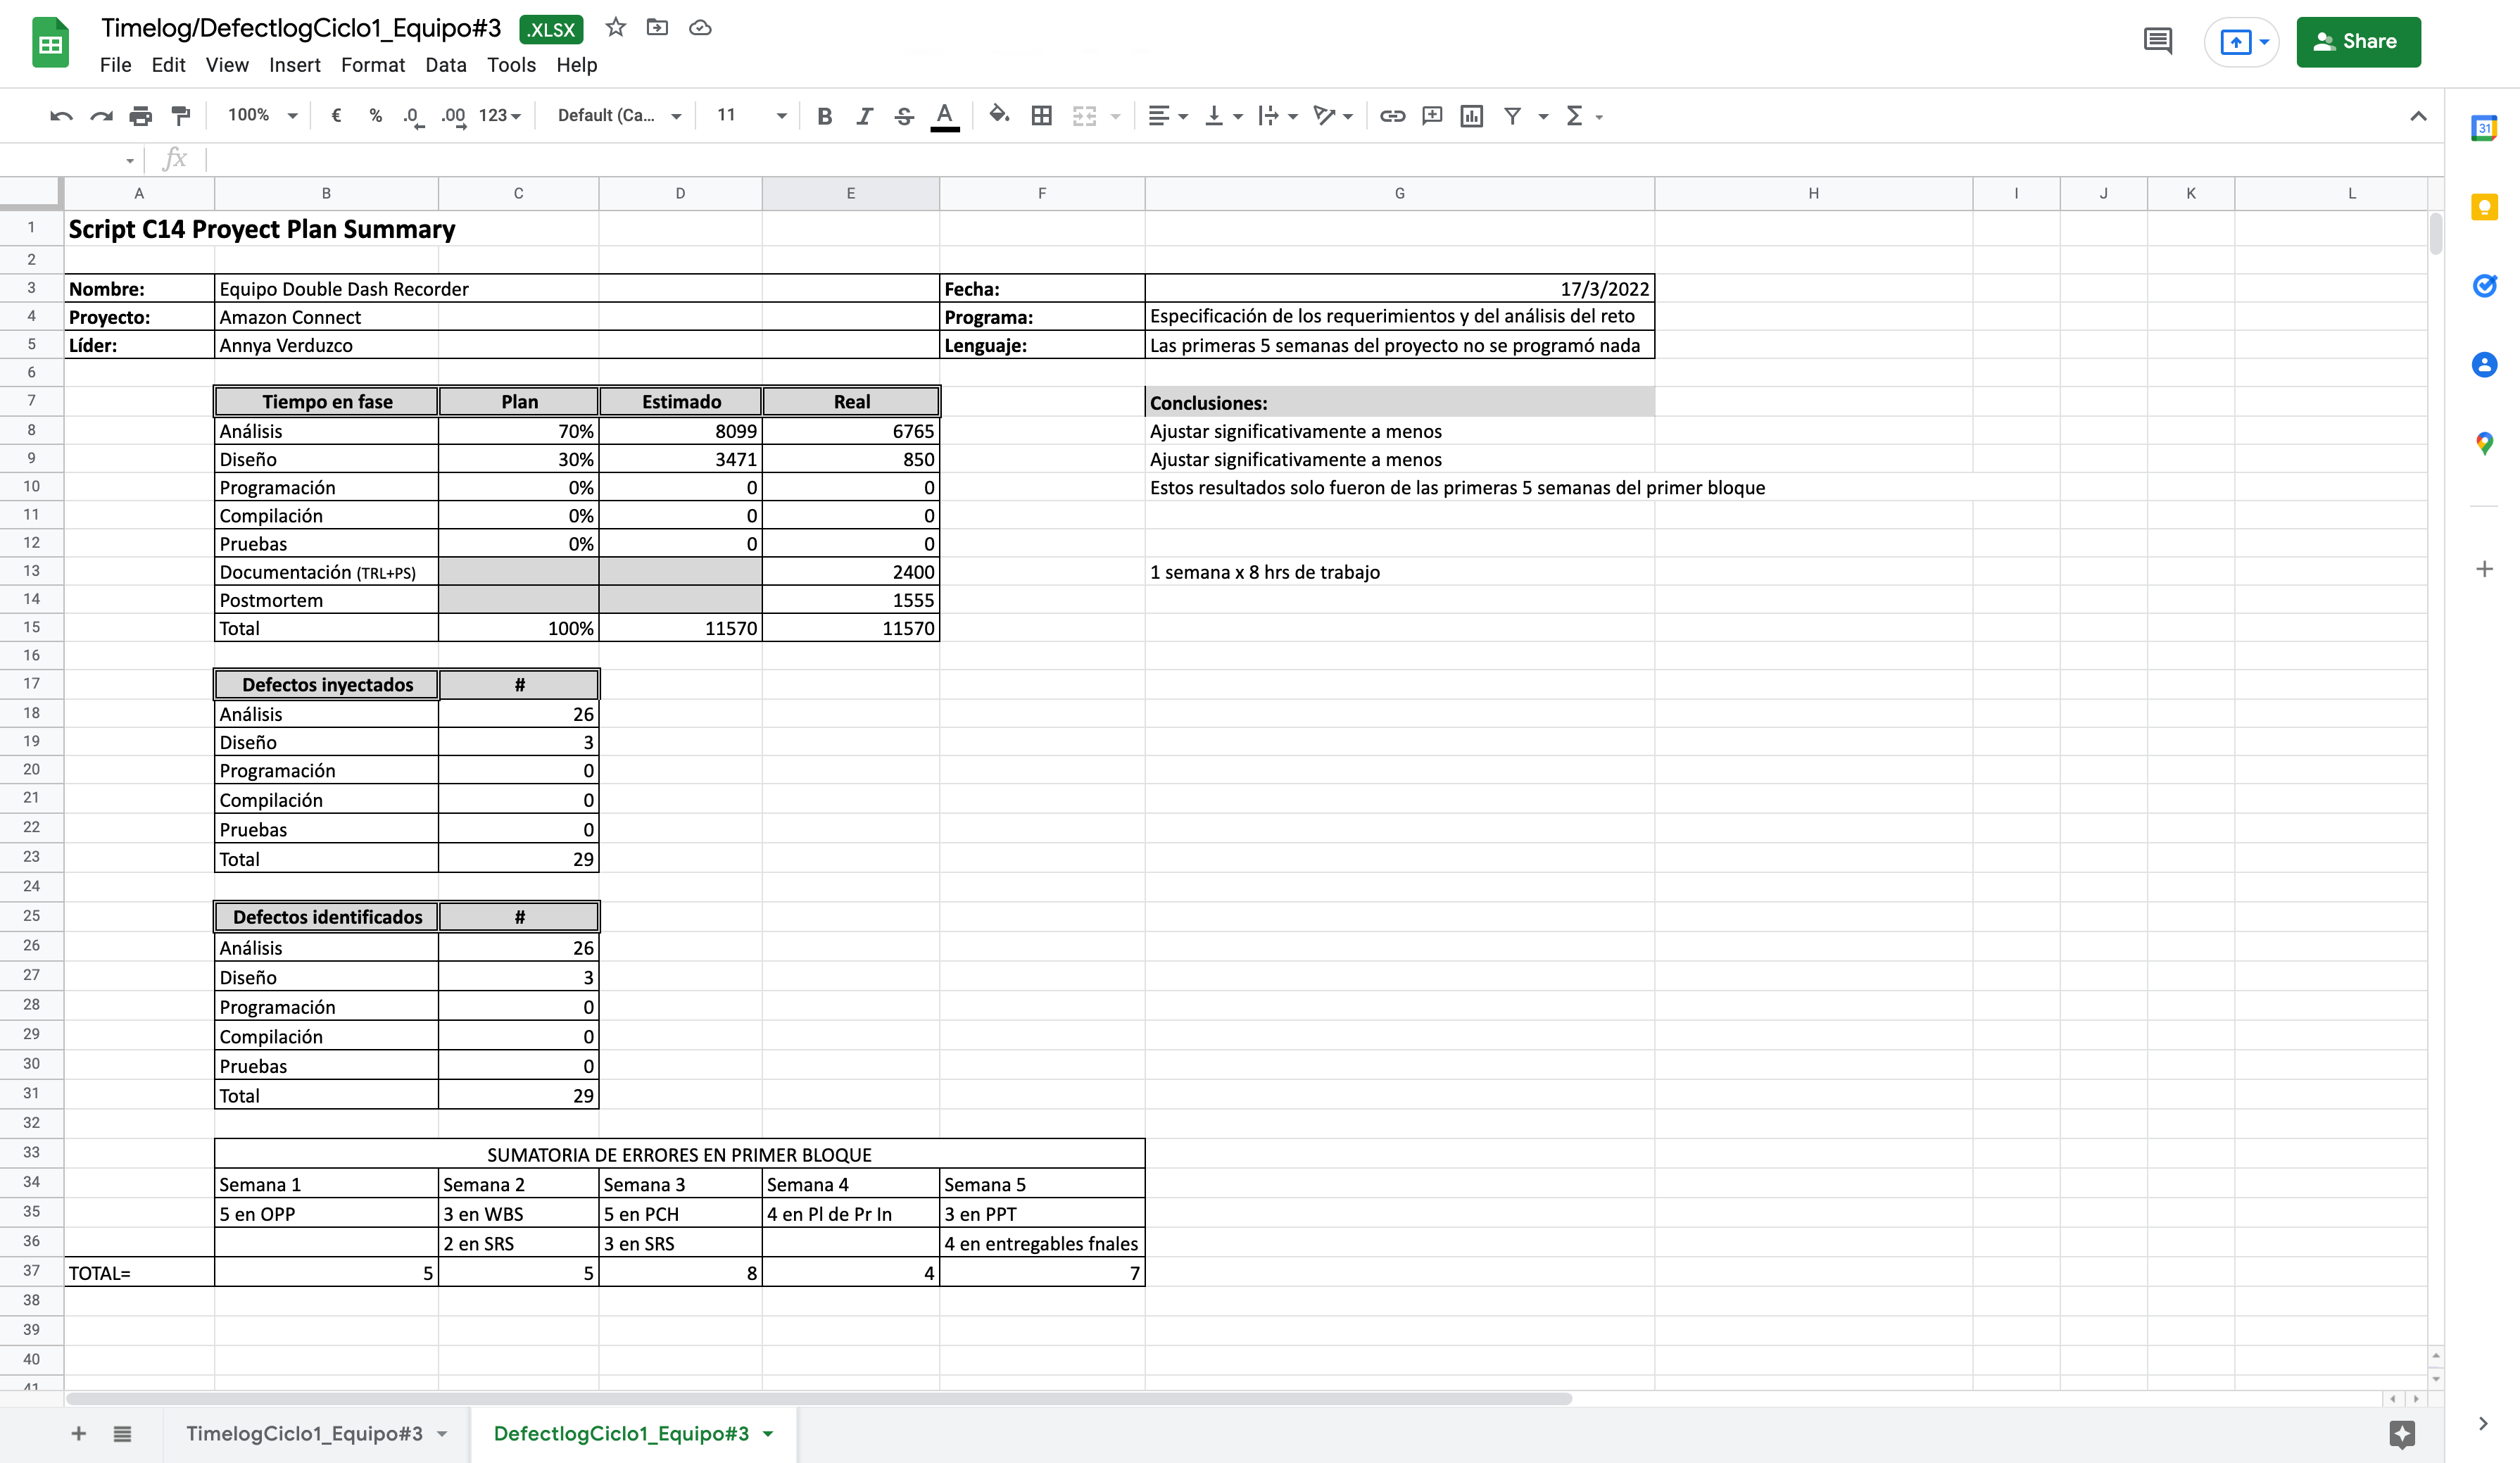 Timelog/DefectlogCiclo1_Equipo#3 .XLSX
File Edit View Insert Format Data Tools Help
Share
100% € % .0 .00 123 Default (Ca... 11 B I S A Σ
31
fx
A B C D E F G H I J K L
1 Script C14 Proyect Plan Summary
2
3 Nombre: Equipo Double Dash Recorder Fecha: 17/3/2022
4 Proyecto: Amazon Connect Programa: Especificación de los requerimientos y del análisis del reto
5 Líder: Annya Verduzco Lenguaje: Las primeras 5 semanas del proyecto no se programó nada
6
7 Tiempo en fase Plan Estimado Real Conclusiones:
8 Análisis 70% 8099 6765 Ajustar significativamente a menos
9 Diseño 30% 3471 850 Ajustar significativamente a menos
10 Programación 0% 0 0 Estos resultados solo fueron de las primeras 5 semanas del primer bloque
11 Compilación 0% 0 0
12 Pruebas 0% 0 0
13 Documentación (TRL+PS) 2400 1 semana x 8 hrs de trabajo
14 Postmortem 1555
15 Total 100% 11570 11570
16
17 Defectos inyectados #
18 Análisis 26
19 Diseño 3
20 Programación 0
21 Compilación 0
22 Pruebas 0
23 Total 29
24
25 Defectos identificados #
26 Análisis 26
27 Diseño 3
28 Programación 0
29 Compilación 0
30 Pruebas 0
31 Total 29
32
33 SUMATORIA DE ERRORES EN PRIMER BLOQUE
34 Semana 1 Semana 2 Semana 3 Semana 4 Semana 5
35 5 en OPP 3 en WBS 5 en PCH 4 en Pl de Pr In 3 en PPT
36 2 en SRS 3 en SRS 4 en entregables fnales
37 TOTAL= 5 5 8 4 7
38
39
40
41
TimelogCiclo1_Equipo#3 DefectlogCiclo1_Equipo#3